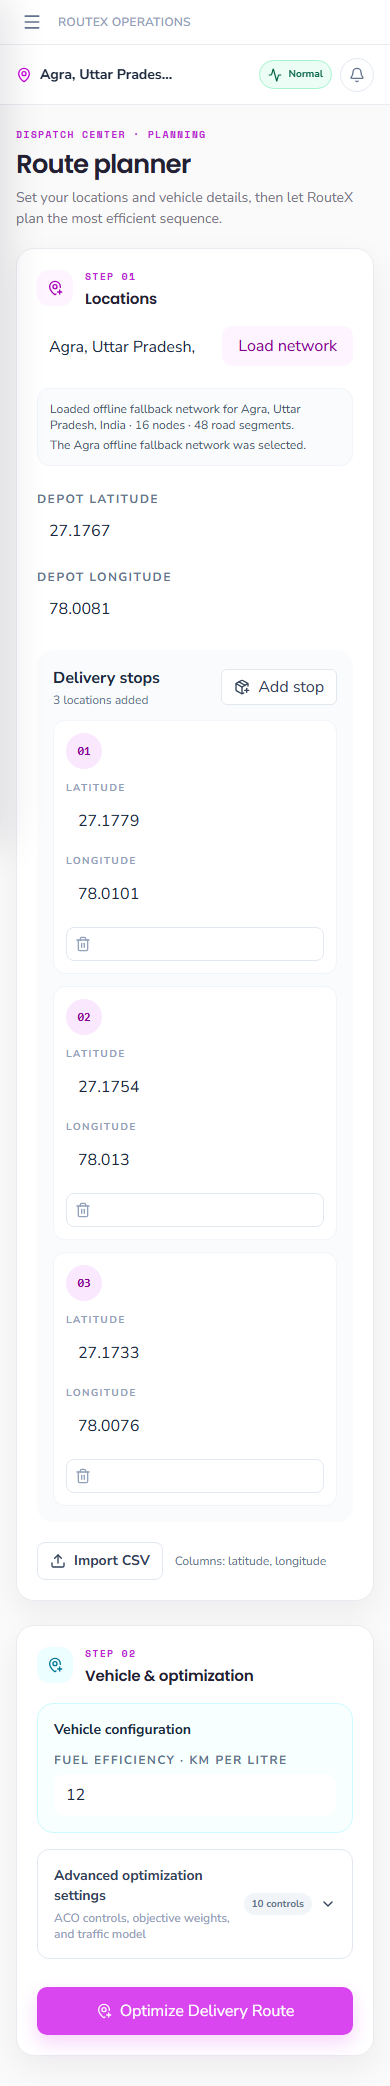 ROUTEX OPERATIONS
Agra, Uttar Prades...
Normal
DISPATCH CENTER · PLANNING
Route planner
Set your locations and vehicle details, then let RouteX
plan the most efficient sequence.
STEP 01
Locations
Agra, Uttar Pradesh,
Load network
Loaded offline fallback network for Agra, Uttar
Pradesh, India · 16 nodes · 48 road segments.
The Agra offline fallback network was selected.
DEPOT LATITUDE
27.1767
DEPOT LONGITUDE
78.0081
Delivery stops
3 locations added
Add stop
01
LATITUDE
27.1779
LONGITUDE
78.0101
02
LATITUDE
27.1754
LONGITUDE
78.013
03
LATITUDE
27.1733
LONGITUDE
78.0076
Import CSV
Columns: latitude, longitude
STEP 02
Vehicle & optimization
Vehicle configuration
FUEL EFFICIENCY · KM PER LITRE
12
Advanced optimization
settings
ACO controls, objective weights,
and traffic model
10 controls
Optimize Delivery Route